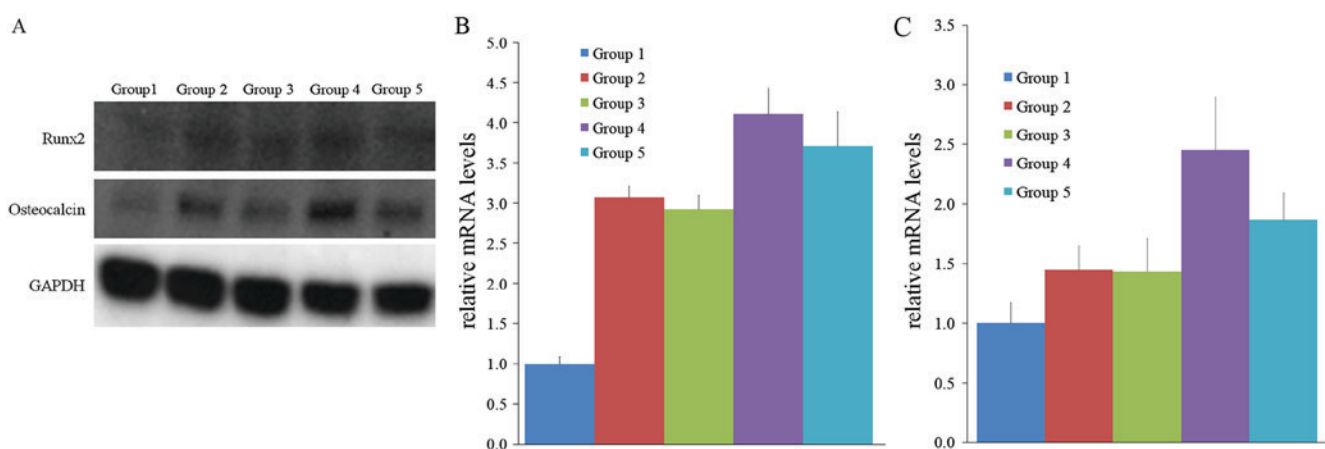 A
Group1 Group 2 Group 3 Group 4 Group 5
Runx2
Osteocalcin
GAPDH
B
relative mRNA levels
5.0
4.5
4.0
3.5
3.0
2.5
2.0
1.5
1.0
0.5
0.0
Group 1
Group 2
Group 3
Group 4
Group 5
C
relative mRNA levels
3.5
3.0
2.5
2.0
1.5
1.0
0.5
0.0
Group 1
Group 2
Group 3
Group 4
Group 5